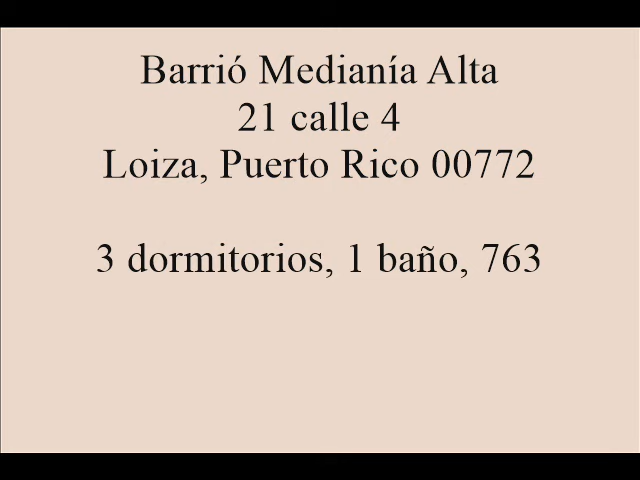 Barrió Medianía Alta
21 calle 4
Loiza, Puerto Rico 00772
3 dormitorios, 1 baño, 763